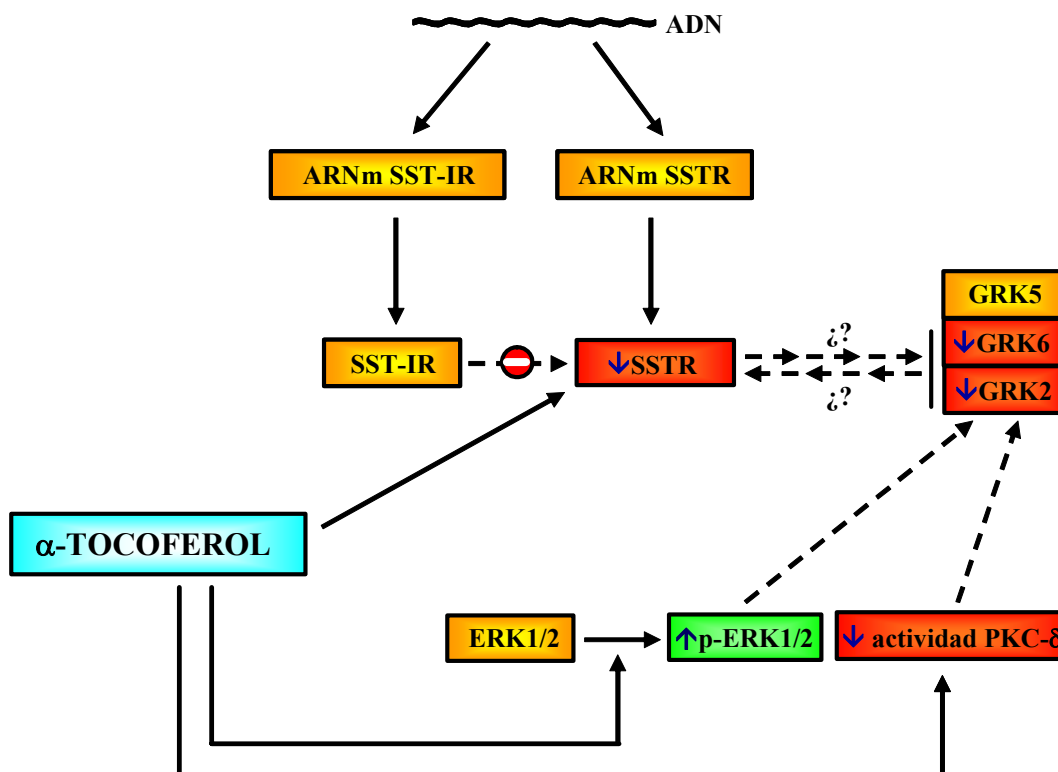 ADN
ARNm SST-IR
ARNm SSTR
GRK5
¿?
↓GRK6
SST-IR
↓SSTR
↓GRK2
¿?
α-TOCOFEROL
ERK1/2
↑p-ERK1/2
↓ actividad PKC-δ